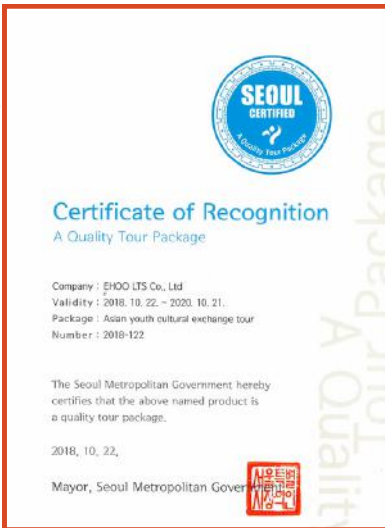 SEOUL
CERTIFIED
A Quality Tour Package
Certificate of Recognition
A Quality Tour Package
Company : EHOO LTS Co., Ltd
Validity : 2018. 10. 22. ~ 2020. 10. 21.
Package : Asian youth cultural exchange tour
Number : 2018-122
The Seoul Metropolitan Government hereby
certifies that the above named product is
a quality tour package.
2018. 10. 22.
Mayor, Seoul Metropolitan Government
A Qualit
Tour Package